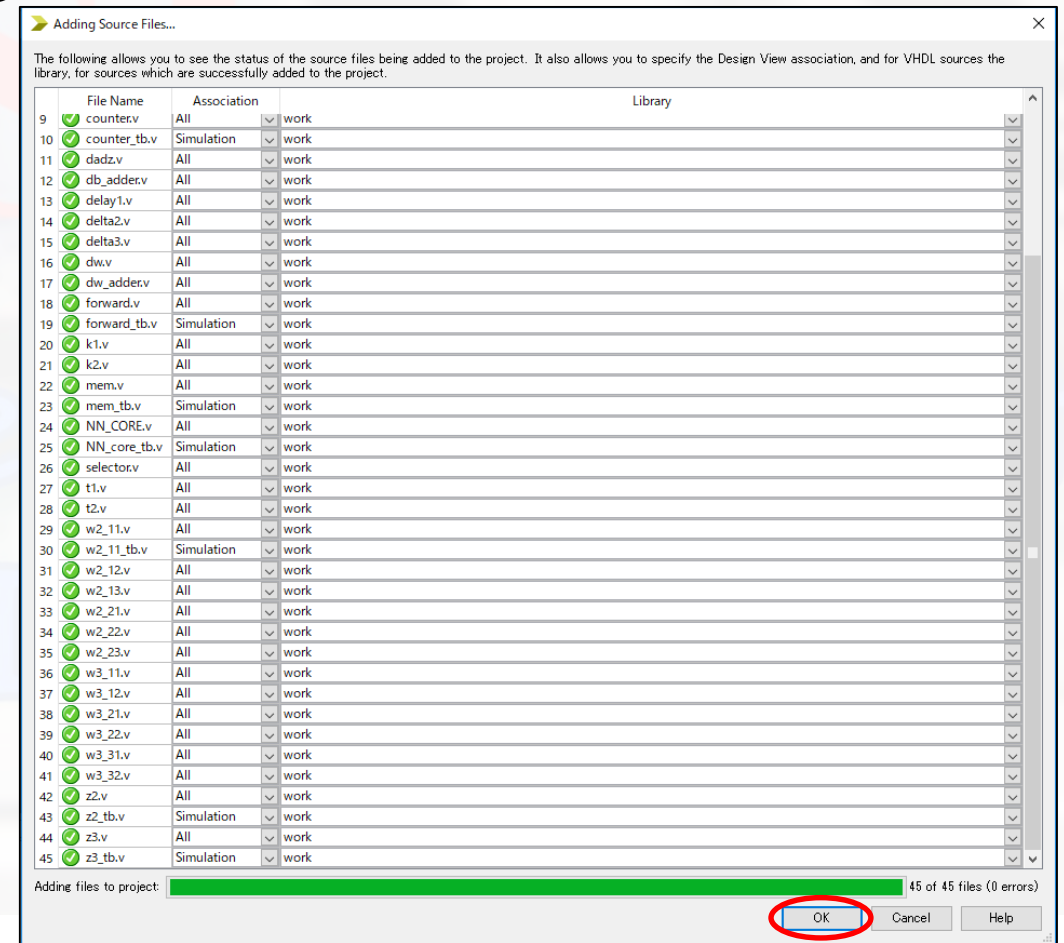 Adding Source Files...
The following allows you to see the status of the source files being added to the project. It also allows you to specify the Design View association, and for VHDL sources the
library, for sources which are successfully added to the project.
File Name Association Library
9 counter.v All work
10 counter_tb.v Simulation work
11 dadz.v All work
12 db_adder.v All work
13 delay1.v All work
14 delta2.v All work
15 delta3.v All work
16 dw.v All work
17 dw_adder.v All work
18 forward.v All work
19 forward_tb.v Simulation work
20 k1.v All work
21 k2.v All work
22 mem.v All work
23 mem_tb.v Simulation work
24 NN_CORE.v All work
25 NN_core_tb.v Simulation work
26 selector.v All work
27 t1.v All work
28 t2.v All work
29 w2_11.v All work
30 w2_11_tb.v Simulation work
31 w2_12.v All work
32 w2_13.v All work
33 w2_21.v All work
34 w2_22.v All work
35 w2_23.v All work
36 w3_11.v All work
37 w3_12.v All work
38 w3_21.v All work
39 w3_22.v All work
40 w3_31.v All work
41 w3_32.v All work
42 z2.v All work
43 z2_tb.v Simulation work
44 z3.v All work
45 z3_tb.v Simulation work
Adding files to project: 45 of 45 files (0 errors)
OK Cancel Help